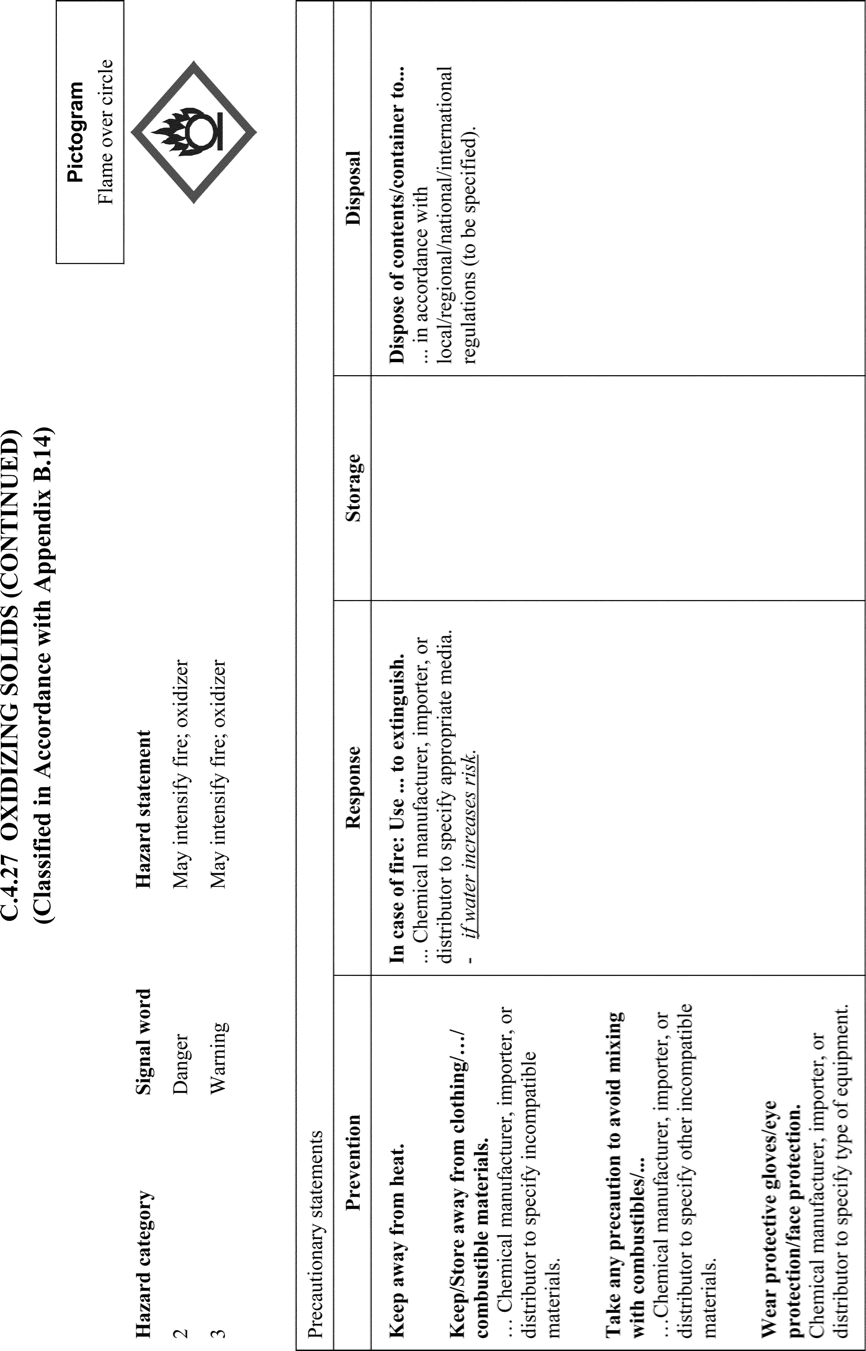 C.4.27 OXIDIZING SOLIDS (CONTINUED)
(Classified in Accordance with Appendix B.14)
Pictogram
Flame over circle
Hazard category Signal word Hazard statement
2 Danger May intensify fire; oxidizer
3 Warning May intensify fire; oxidizer
Precautionary statements
Prevention Response Storage Disposal
Keep away from heat.
Keep/Store away from clothing/…/
combustible materials.
… Chemical manufacturer, importer, or
distributor to specify incompatible
materials.
Take any precaution to avoid mixing
with combustibles/...
…Chemical manufacturer, importer, or
distributor to specify other incompatible
materials.
Wear protective gloves/eye
protection/face protection.
Chemical manufacturer, importer, or
distributor to specify type of equipment.
In case of fire: Use ... to extinguish.
... Chemical manufacturer, importer, or
distributor to specify appropriate media.
- if water increases risk.
Dispose of contents/container to...
... in accordance with
local/regional/national/international
regulations (to be specified).